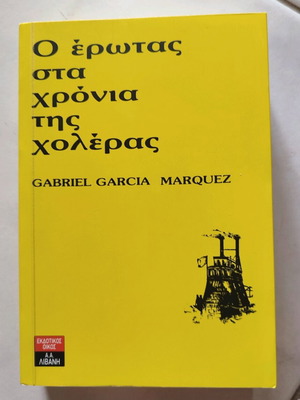 Ο έρωτας
στα
χρόνια
της
χολέρας
GABRIEL GARCIA MARQUEZ
ΕΚΔΟΤΙΚΟΣ
ΟΙΚΟΣ
Α.Α.
ΛΙΒΑΝΗ